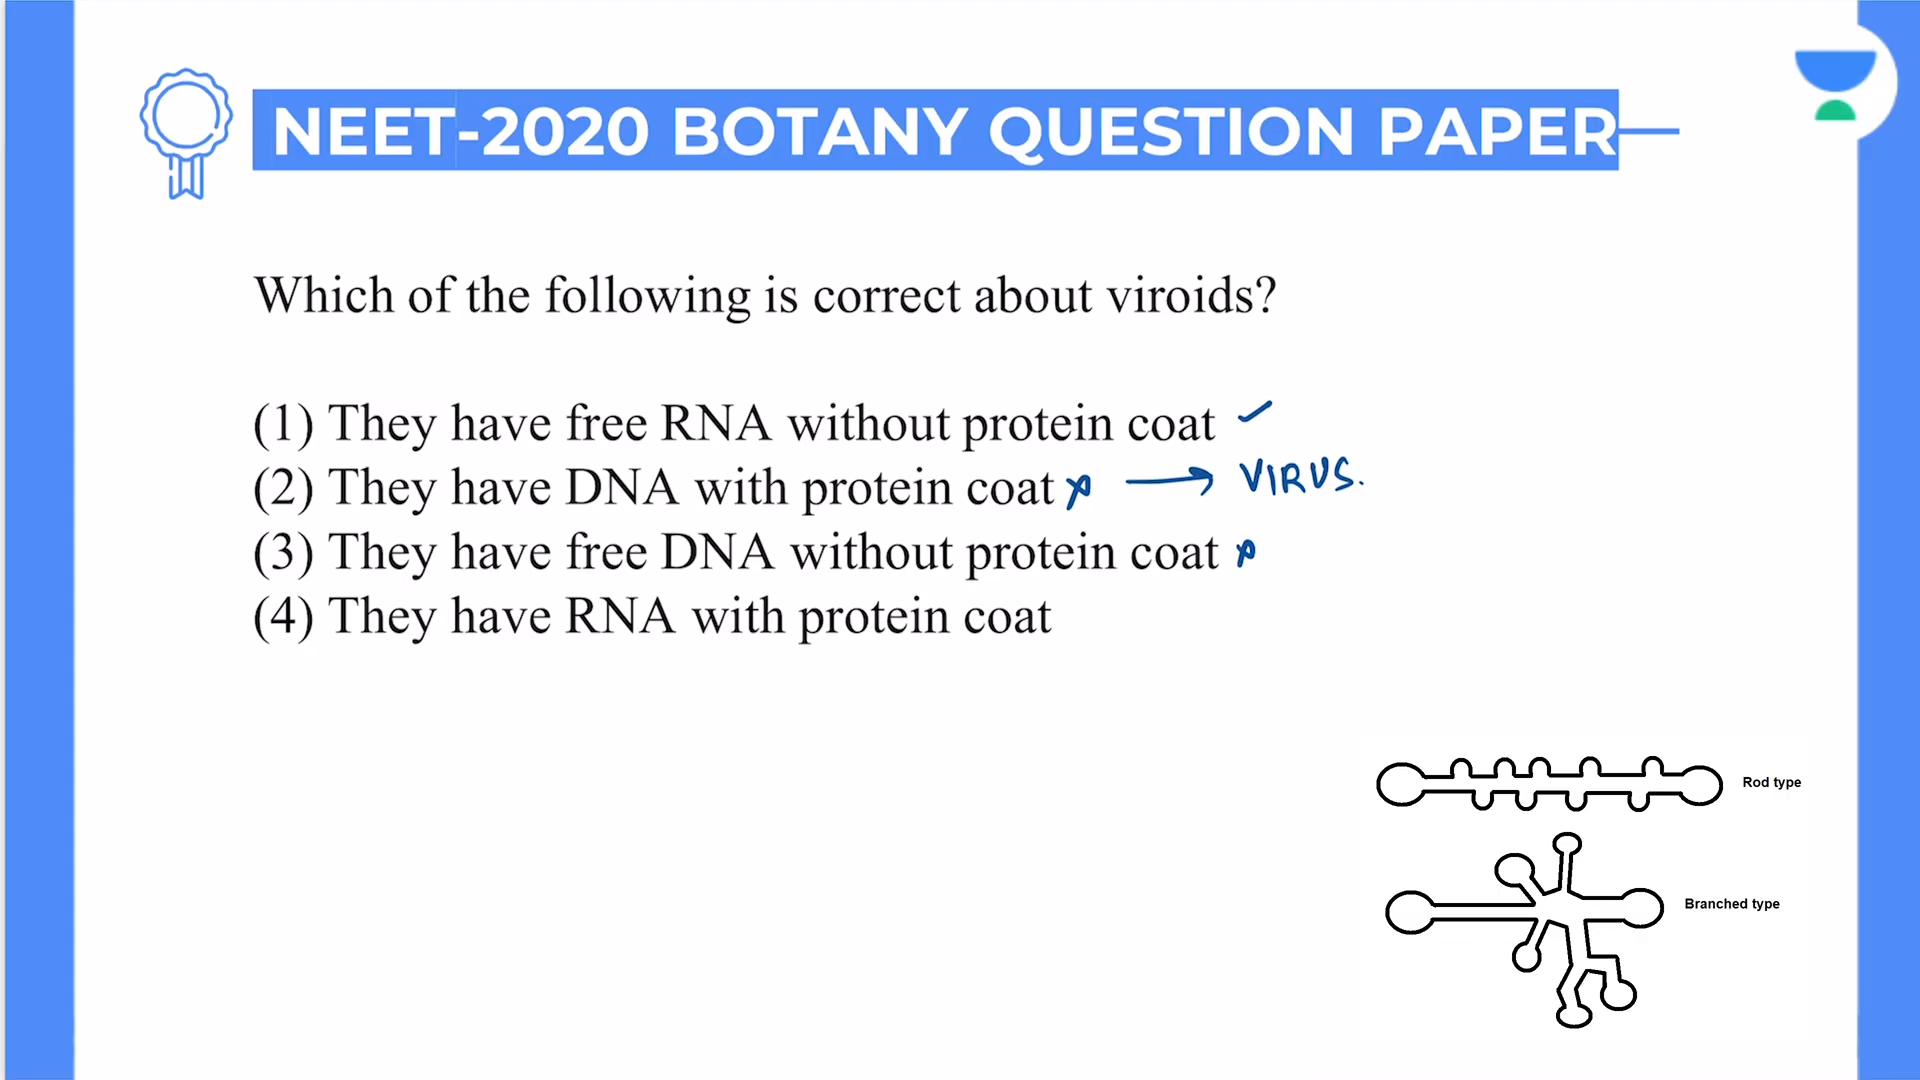 NEET-2020 BOTANY QUESTION PAPER
Which of the following is correct about viroids?
(1) They have free RNA without protein coat ✓
(2) They have DNA with protein coat x → VIRUS.
(3) They have free DNA without protein coat x
(4) They have RNA with protein coat
Rod type
Branched type